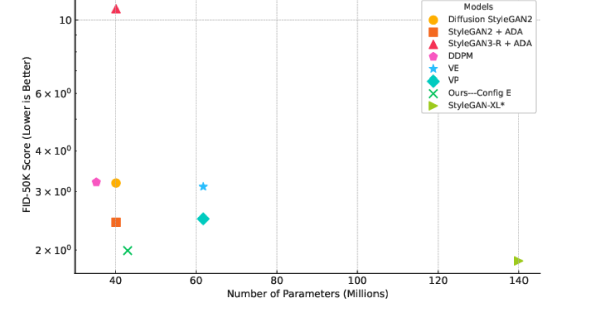 10
6 × 10⁰
4 × 10⁰
3 × 10⁰
2 × 10⁰
FID-50K Score (Lower is Better)
Models
Diffusion StyleGAN2
StyleGAN2 + ADA
StyleGAN3-R + ADA
DDPM
VE
VP
Ours---Config E
StyleGAN-XL*
40 60 80 100 120 140
Number of Parameters (Millions)